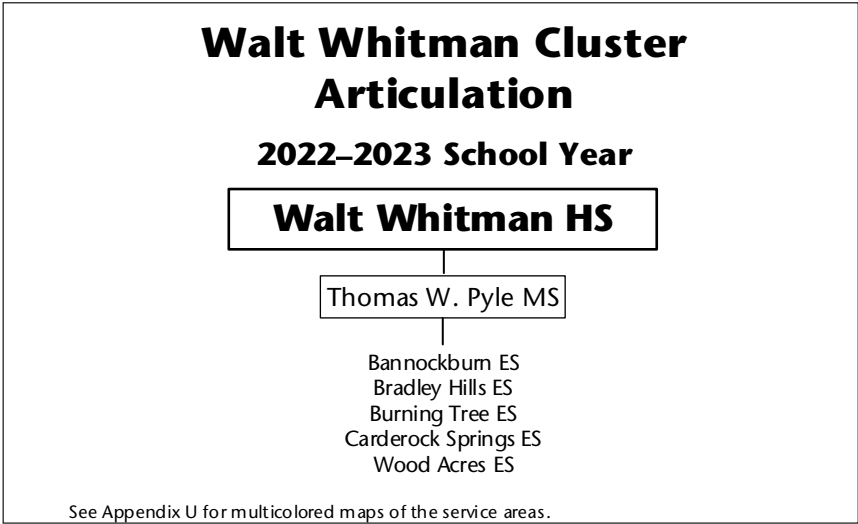 Walt Whitman Cluster
Articulation
2022–2023 School Year
Walt Whitman HS
Thomas W. Pyle MS
Bannockburn ES
Bradley Hills ES
Burning Tree ES
Carderock Springs ES
Wood Acres ES
See Appendix U for multicolored maps of the service areas.